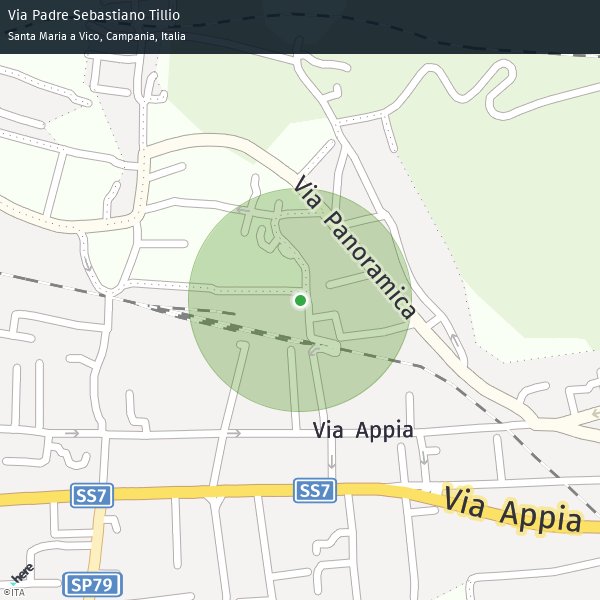 Via Padre Sebastiano Tillio
Santa Maria a Vico, Campania, Italia
Via Panoramica
Via Appia
SS7
SS7
Via Appia
SP79
here
©ITA